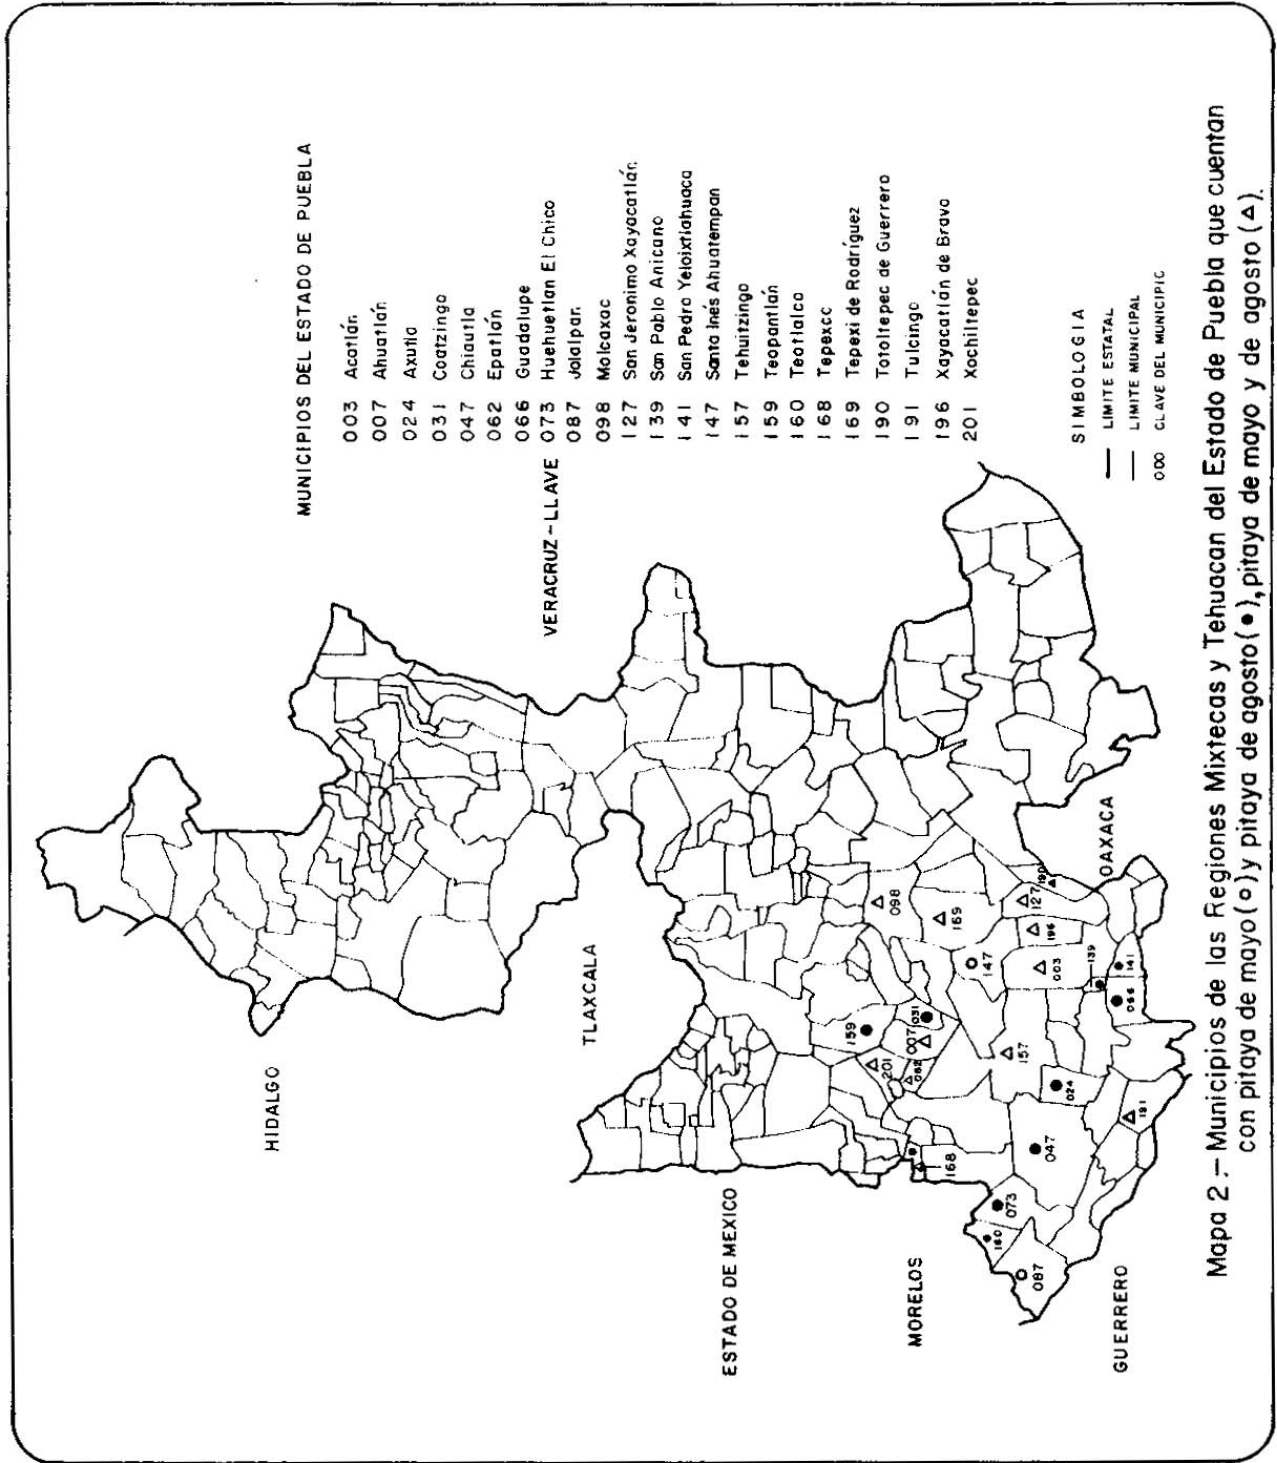 MUNICIPIOS DEL ESTADO DE PUEBLA
003 Acatlán
007 Ahuatlán
024 Axutla
031 Coatzingo
047 Chiautla
062 Epatlán
066 Guadalupe
073 Huehuetlan El Chico
087 Jolalpan
098 Molcaxac
127 San Jeronimo Xayacatlán
139 San Pablo Anicano
141 San Pedro Yeloixtlahuaca
147 Santa Inés Ahuatempan
157 Tehuitzingo
159 Teopantlán
160 Teotlalco
168 Tepexco
169 Tepexi de Rodríguez
190 Totoltepec de Guerrero
191 Tulcingo
196 Xayacatlán de Bravo
201 Xochiltepec
SIMBOLOGIA
LIMITE ESTATAL
LIMITE MUNICIPAL
000 CLAVE DEL MUNICIPIO
HIDALGO
VERACRUZ-LLAVE
TLAXCALA
ESTADO DE MEXICO
MORELOS
GUERRERO
OAXACA
098
169
147
127
190
196
003
139
141
066
159
031
007
201
062
157
024
191
047
168
073
160
087
Mapa 2.- Municipios de las Regiones Mixtecas y Tehuacan del Estado de Puebla que cuentan
con pitaya de mayo (o) y pitaya de agosto (●), pitaya de mayo y de agosto (△).